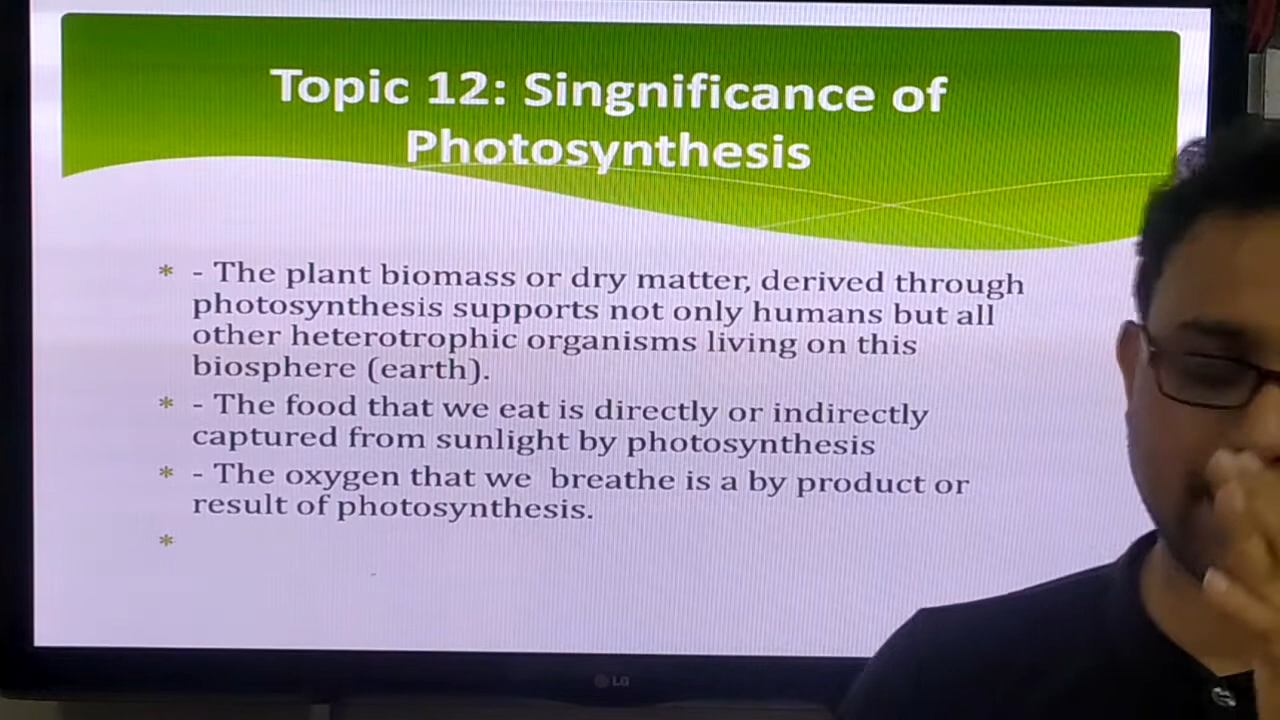 Topic 12: Singnificance of
Photosynthesis
* - The plant biomass or dry matter, derived through
photosynthesis supports not only humans but all
other heterotrophic organisms living on this
biosphere (earth).
* - The food that we eat is directly or indirectly
captured from sunlight by photosynthesis
* - The oxygen that we  breathe is a by product or
result of photosynthesis.
*
LG